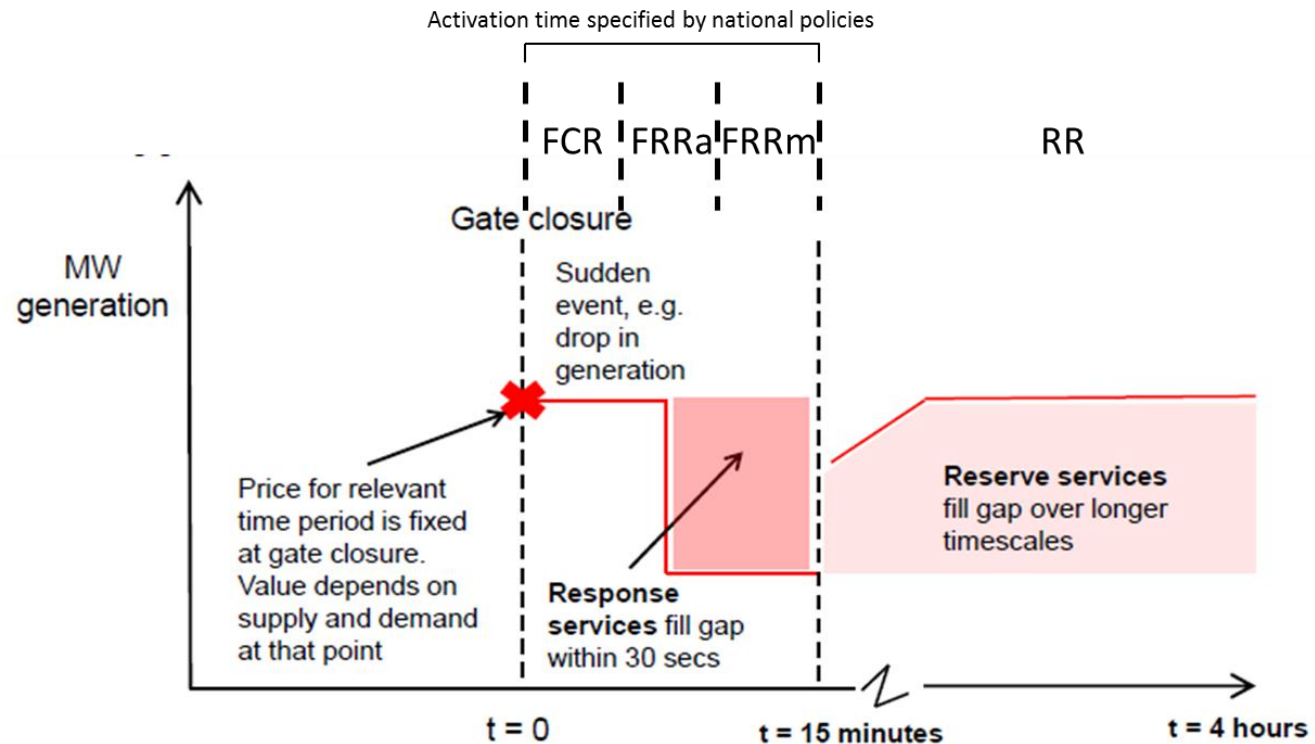 Activation time specified by national policies
FCR
FRRa
FRRm
RR
Gate closure
MW
generation
Sudden
event, e.g.
drop in
generation
Price for relevant
time period is fixed
at gate closure.
Value depends on
supply and demand
at that point
Response
services fill gap
within 30 secs
Reserve services
fill gap over longer
timescales
t = 0
t = 15 minutes
t = 4 hours